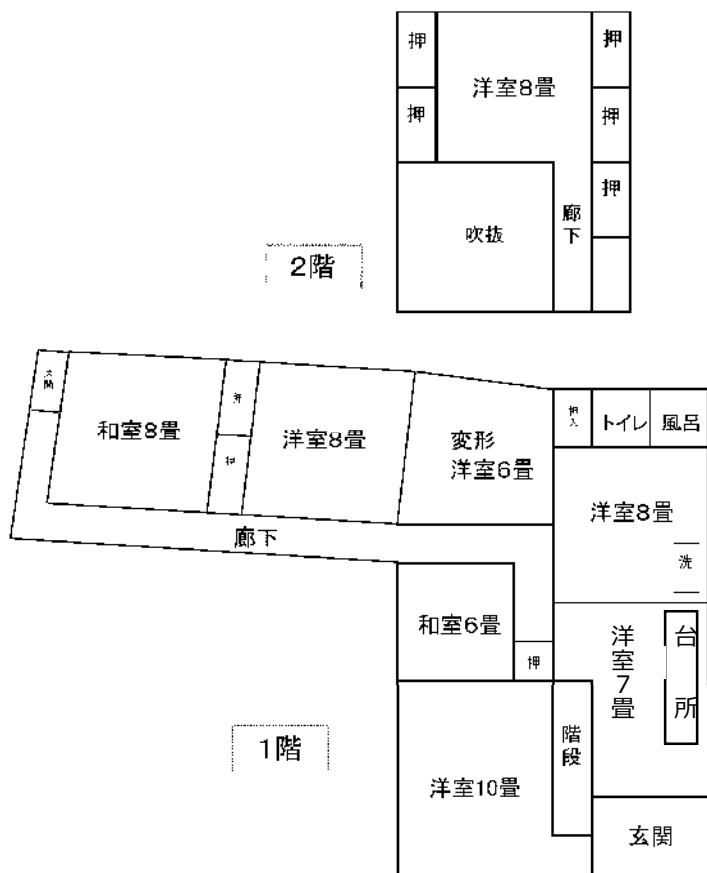 押
洋室8畳
押
押
押
押
吹抜
廊下
2階
玄関
和室8畳
押
押
洋室8畳
変形
洋室6畳
押入
トイレ
風呂
洋室8畳
洗
廊下
和室6畳
押
洋室7畳
台所
1階
洋室10畳
階段
玄関